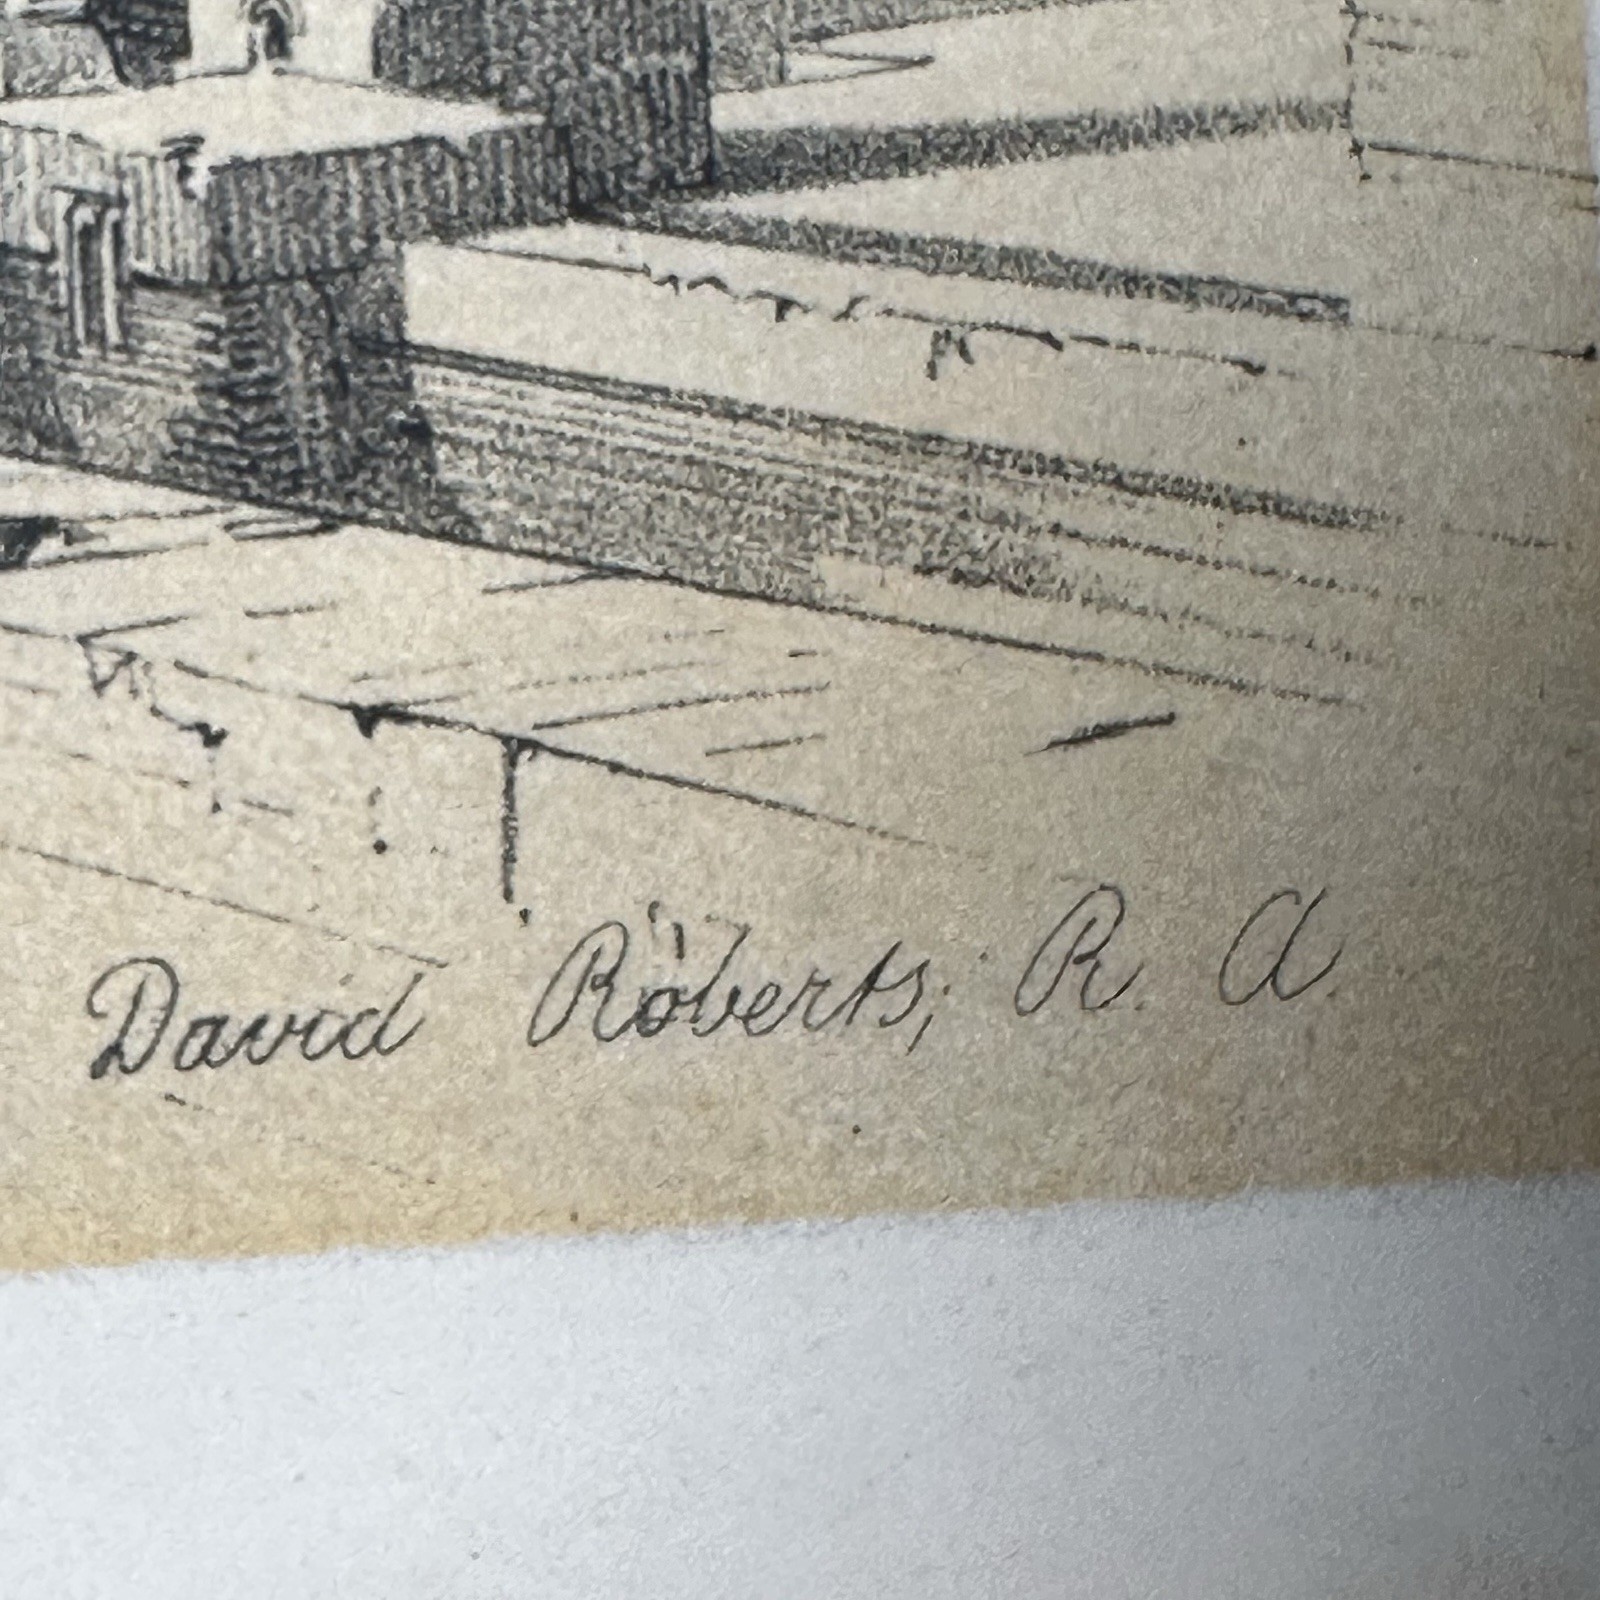 David Roberts, R. A.